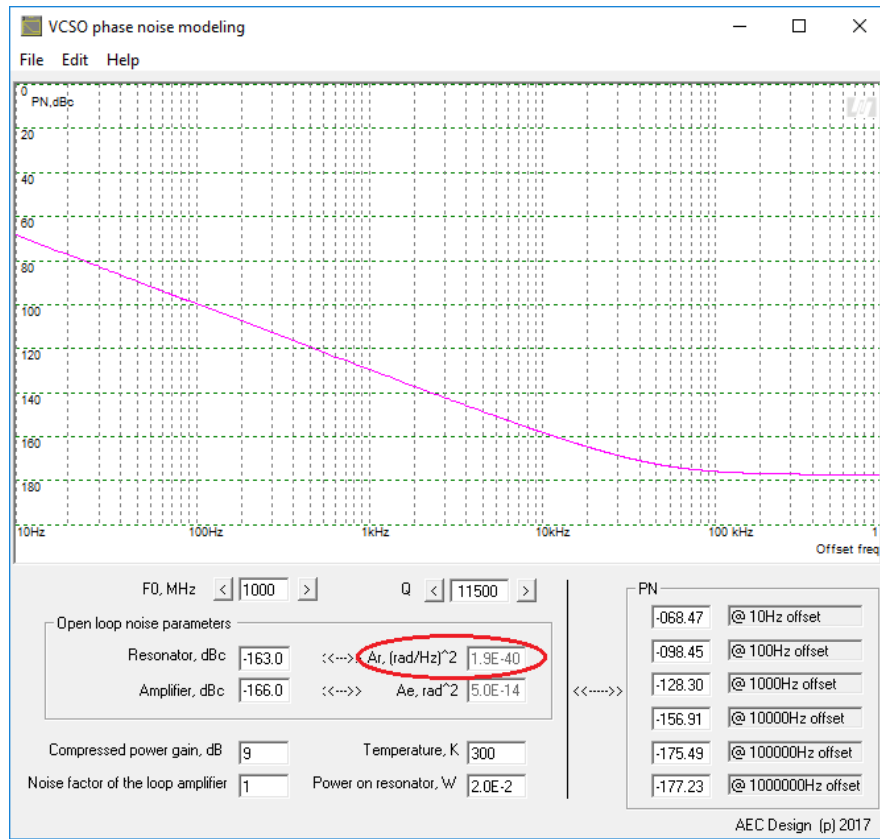 VCSO phase noise modeling
File Edit Help
0
PN,dBc
20
40
60
80
100
120
140
160
180
10Hz 100Hz 1kHz 10kHz 100 kHz 1
Offset freq
F0, MHz < 1000 > Q < 11500 >
Open loop noise parameters
Resonator, dBc -163.0 <<--->> Ar, (rad/Hz)^2 1.9E-40
Amplifier, dBc -166.0 <<--->> Ae, rad^2 5.0E-14
Compressed power gain, dB 9 Temperature, K 300
Noise factor of the loop amplifier 1 Power on resonator, W 2.0E-2
<<----->>
PN
-068.47 @ 10Hz offset
-098.45 @ 100Hz offset
-128.30 @ 1000Hz offset
-156.91 @ 10000Hz offset
-175.49 @ 100000Hz offset
-177.23 @ 1000000Hz offset
AEC Design (p) 2017